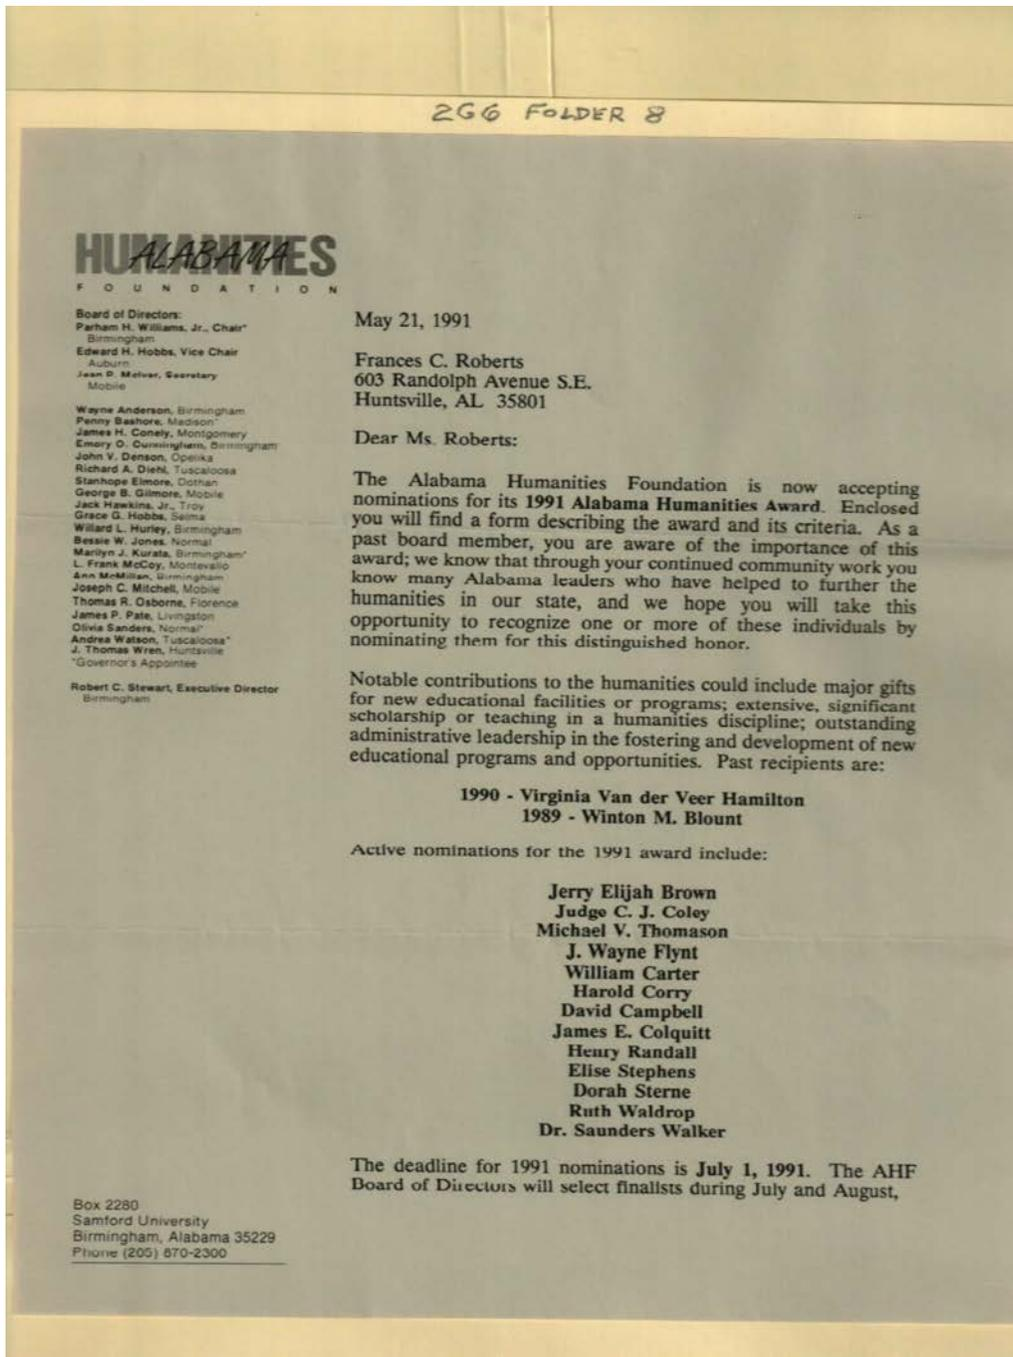 2G6 FOLDER 8
HUMANITIES
ALABAMA
FOUNDATION
Board of Directors:
Parham H. Williams, Jr., Chair*
Birmingham
Edward H. Hobbs, Vice Chair
Auburn
Jean P. McIver, Secretary
Mobile
Wayne Anderson, Birmingham
Penny Bashore, Madison*
James H. Conely, Montgomery
Emory O. Cunningham, Birmingham
John V. Denson, Opelika
Richard A. Diehl, Tuscaloosa
Stanhope Elmore, Dothan
George B. Gilmore, Mobile
Jack Hawkins, Jr., Troy
Grace G. Hobbs, Selma
Willard L. Hurley, Birmingham
Bessie W. Jones, Normal
Marilyn J. Kurata, Birmingham*
L. Frank McCoy, Montevallo
Ann McMillan, Birmingham
Joseph C. Mitchell, Mobile
Thomas R. Osborne, Florence
James P. Pate, Livingston
Olivia Sanders, Normal*
Andrea Watson, Tuscaloosa*
J. Thomas Wren, Huntsville
*Governor's Appointee
Robert C. Stewart, Executive Director
Birmingham
May 21, 1991
Frances C. Roberts
603 Randolph Avenue S.E.
Huntsville, AL 35801
Dear Ms. Roberts:
The Alabama Humanities Foundation is now accepting
nominations for its 1991 Alabama Humanities Award. Enclosed
you will find a form describing the award and its criteria. As a
past board member, you are aware of the importance of this
award; we know that through your continued community work you
know many Alabama leaders who have helped to further the
humanities in our state, and we hope you will take this
opportunity to recognize one or more of these individuals by
nominating them for this distinguished honor.
Notable contributions to the humanities could include major gifts
for new educational facilities or programs; extensive, significant
scholarship or teaching in a humanities discipline; outstanding
administrative leadership in the fostering and development of new
educational programs and opportunities. Past recipients are:
1990 - Virginia Van der Veer Hamilton
1989 - Winton M. Blount
Active nominations for the 1991 award include:
Jerry Elijah Brown
Judge C. J. Coley
Michael V. Thomason
J. Wayne Flynt
William Carter
Harold Corry
David Campbell
James E. Colquitt
Henry Randall
Elise Stephens
Dorah Sterne
Ruth Waldrop
Dr. Saunders Walker
The deadline for 1991 nominations is July 1, 1991. The AHF
Board of Directors will select finalists during July and August,
Box 2280
Samford University
Birmingham, Alabama 35229
Phone (205) 870-2300